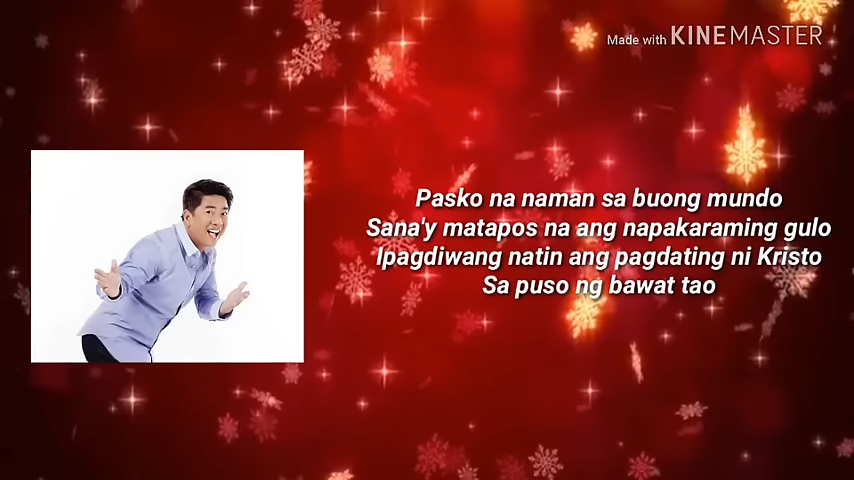 Made with KINEMASTER
Pasko na naman sa buong mundo
Sana'y matapos na ang napakaraming gulo
Ipagdiwang natin ang pagdating ni Kristo
Sa puso ng bawat tao